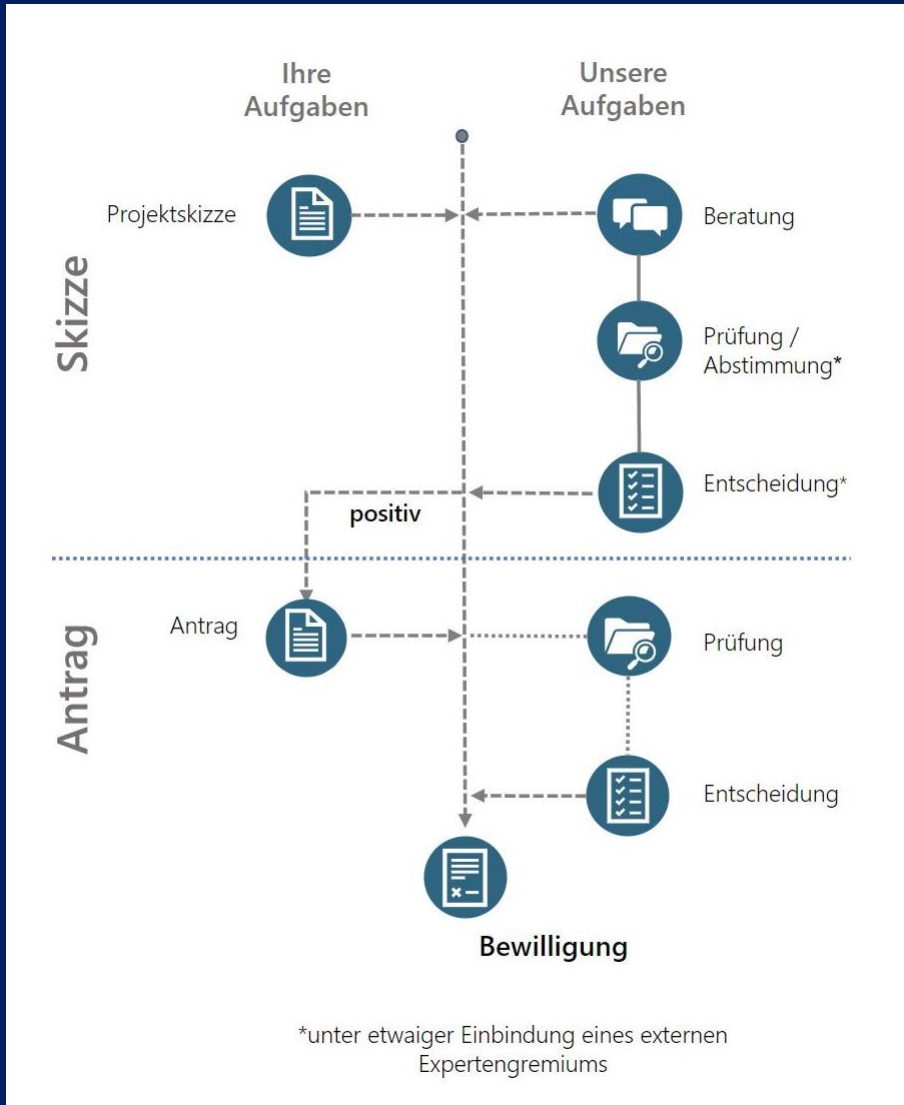 Ihre
Aufgaben
Unsere
Aufgaben
Skizze
Projektskizze
Beratung
Prüfung /
Abstimmung*
Entscheidung*
positiv
Antrag
Antrag
Prüfung
Entscheidung
Bewilligung
*unter etwaiger Einbindung eines externen
Expertengremiums